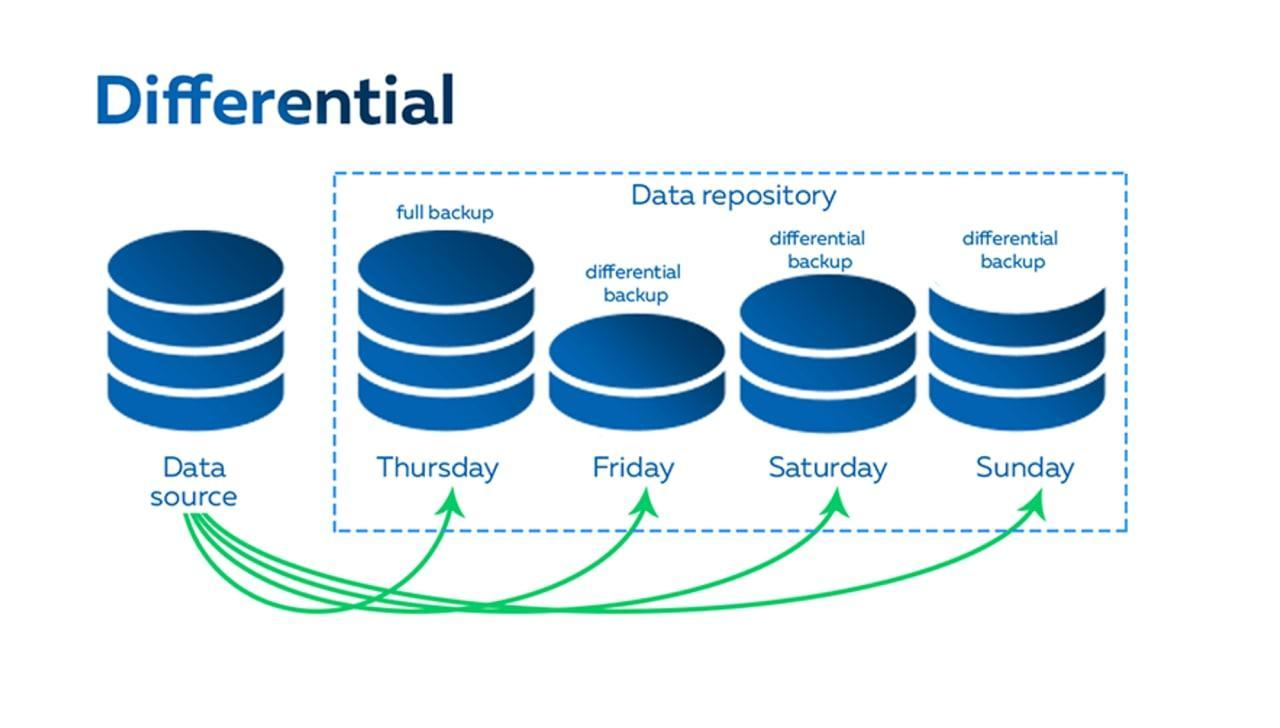 Differential
Data repository
full backup
differential
backup
differential
backup
differential
backup
Data
source
Thursday
Friday
Saturday
Sunday